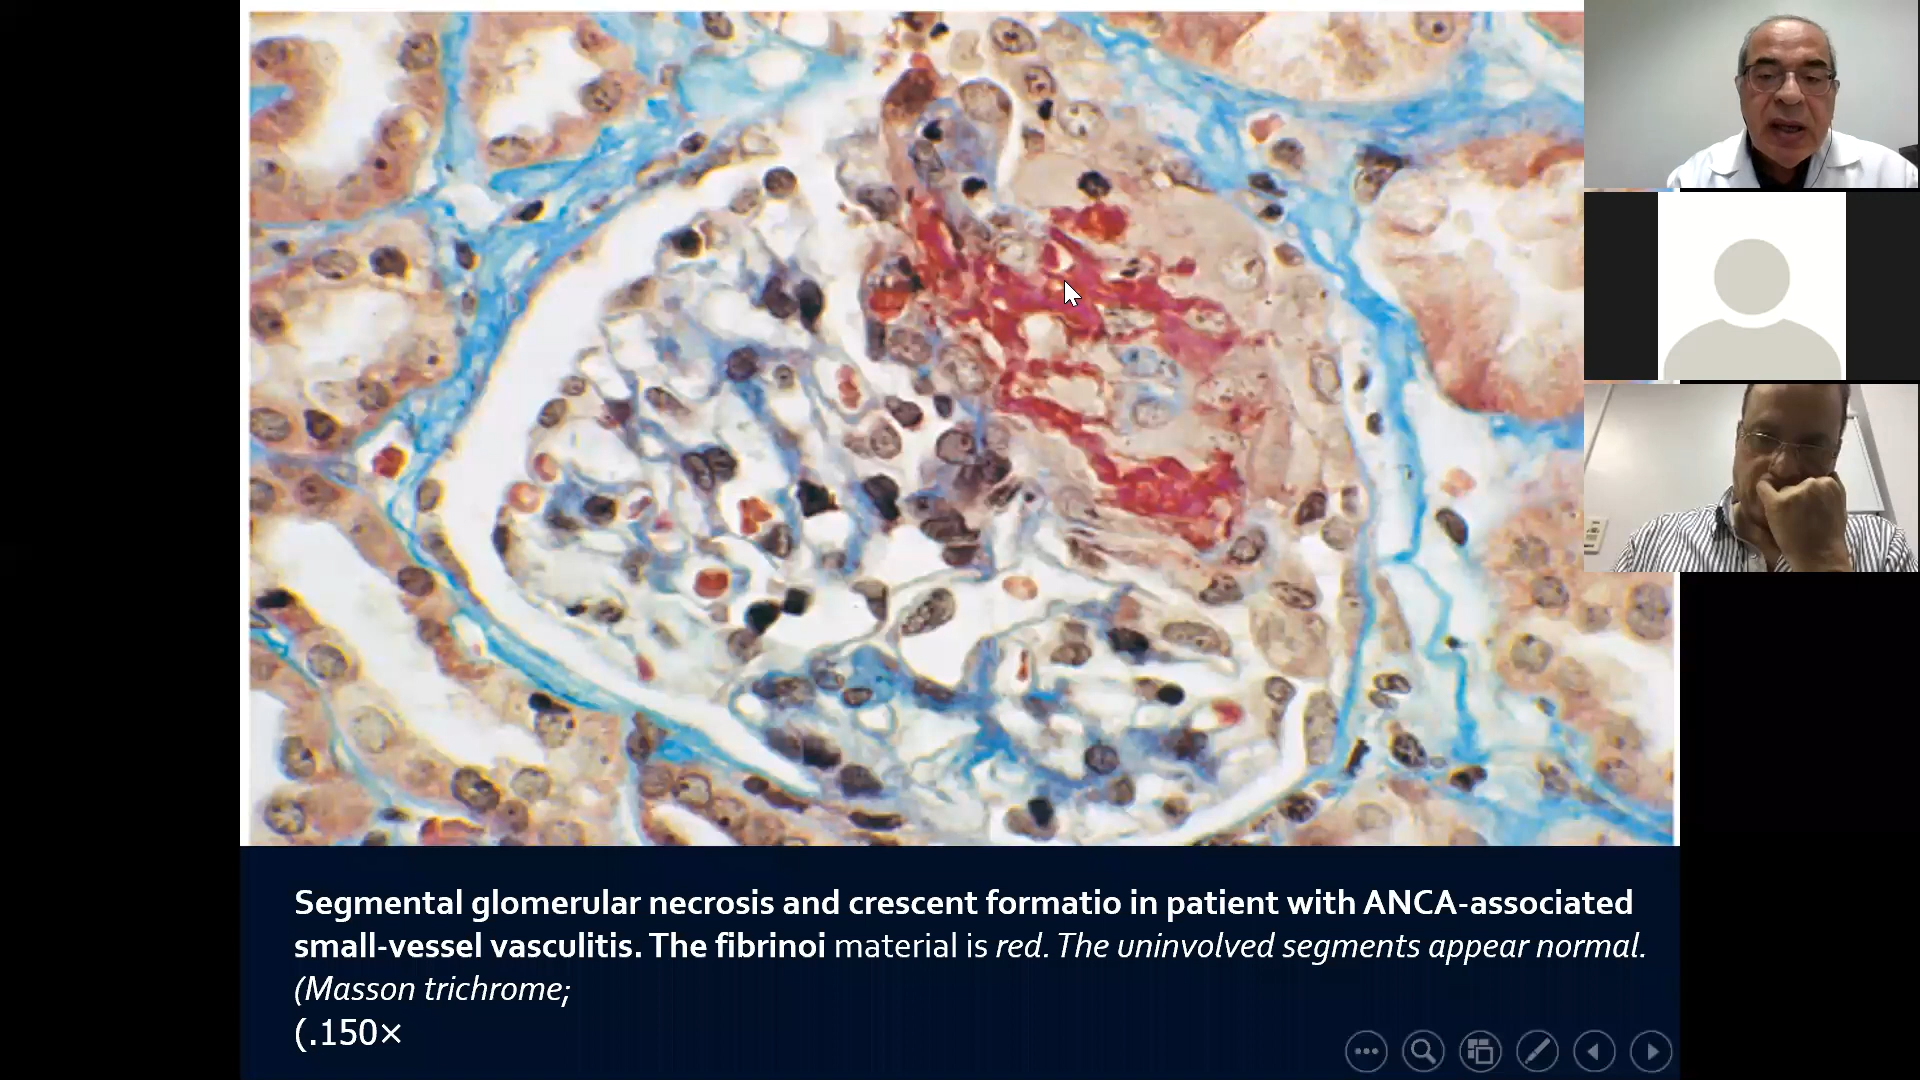 Segmental glomerular necrosis and crescent formatio in patient with ANCA-associated
small-vessel vasculitis. The fibrinoi material is red. The uninvolved segments appear normal.
(Masson trichrome;
(.150×